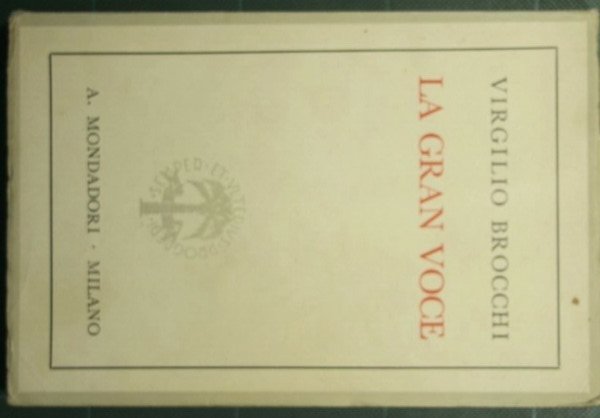 VIRGILIO BROCCHI
LA GRAN VOCE
A. MONDADORI · MILANO